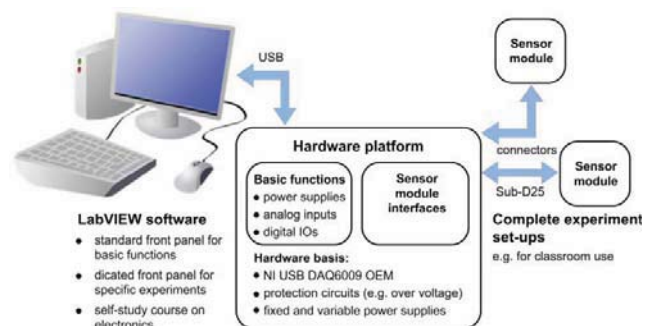 USB
Sensor
module
Hardware platform
connectors
Basic functions
● power supplies
● analog inputs
● digital IOs
Sensor
module
interfaces
Sub-D25
Sensor
module
LabVIEW software
● standard front panel for
basic functions
● dicated front panel for
specific experiments
● self-study course on
electronics
Hardware basis:
● NI USB DAQ6009 OEM
● protection circuits (e.g. over voltage)
● fixed and variable power supplies
Complete experiment
set-ups
e.g. for classroom use